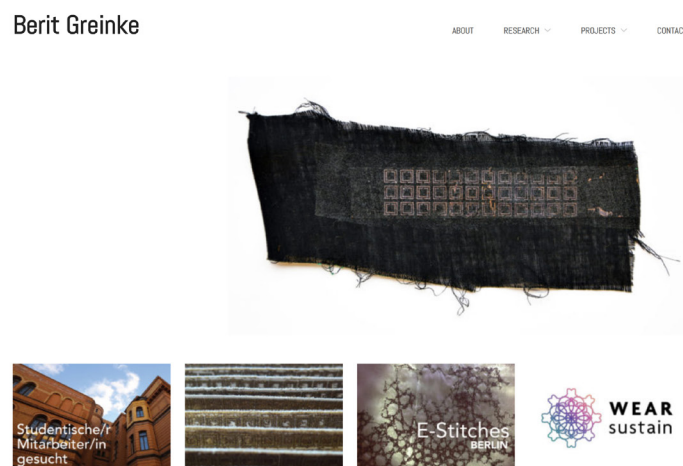 Berit Greinke
ABOUT RESEARCH PROJECTS CONTAC
Studentische/r
Mitarbeiter/in
gesucht
E-Stitches
BERLIN
WEAR
sustain